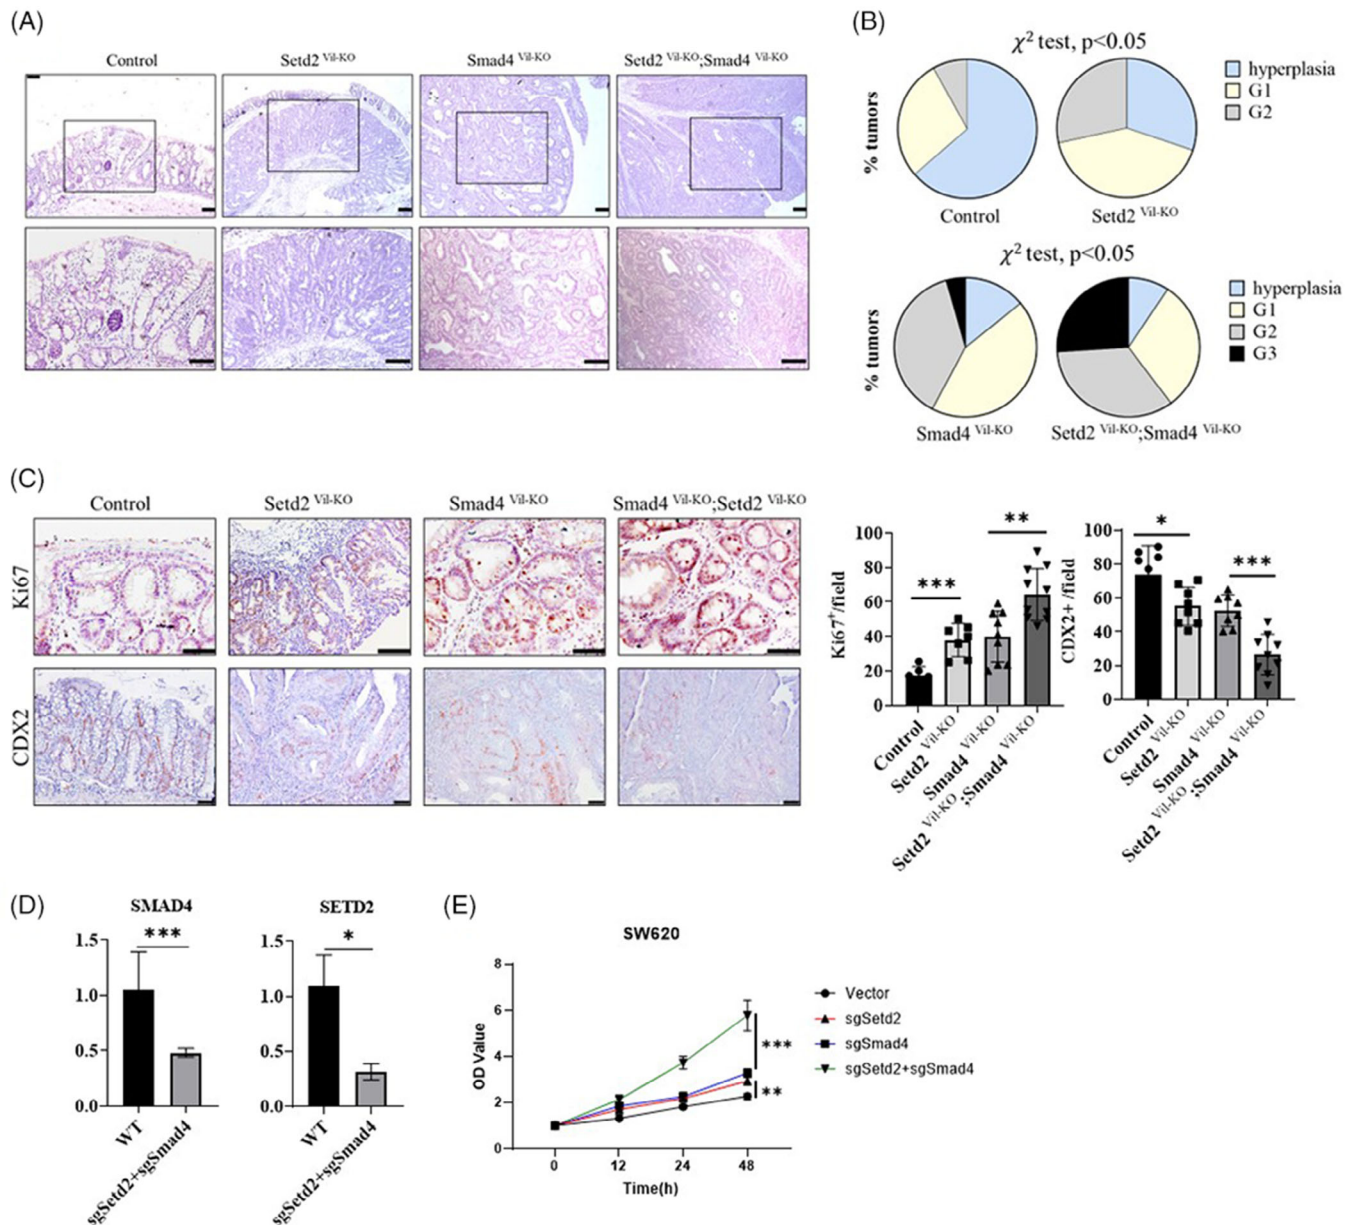 (A)
Control
Setd2 Vil-KO
Smad4 Vil-KO
Setd2 Vil-KO;Smad4 Vil-KO
(B)
χ² test, p<0.05
% tumors
Control
Setd2 Vil-KO
hyperplasia
G1
G2
χ² test, p<0.05
% tumors
Smad4 Vil-KO
Setd2 Vil-KO;Smad4 Vil-KO
hyperplasia
G1
G2
G3
(C)
Control
Setd2 Vil-KO
Smad4 Vil-KO
Smad4 Vil-KO;Setd2 Vil-KO
Ki67
CDX2
Ki67+/field
100
80
60
40
20
0
***
**
Control
Setd2 Vil-KO
Smad4 Vil-KO
Setd2 Vil-KO
;Smad4 Vil-KO
CDX2+ /field
100
80
60
40
20
0
*
***
Control
Setd2 Vil-KO
Smad4 Vil-KO
Setd2 Vil-KO
;Smad4 Vil-KO
(D)
SMAD4
***
1.5
1.0
0.5
0.0
WT
sgSetd2+sgSmad4
SETD2
*
1.5
1.0
0.5
0.0
WT
sgSetd2+sgSmad4
(E)
SW620
OD Value
8
6
4
2
0
0
12
24
48
Time(h)
***
**
Vector
sgSetd2
sgSmad4
sgSetd2+sgSmad4